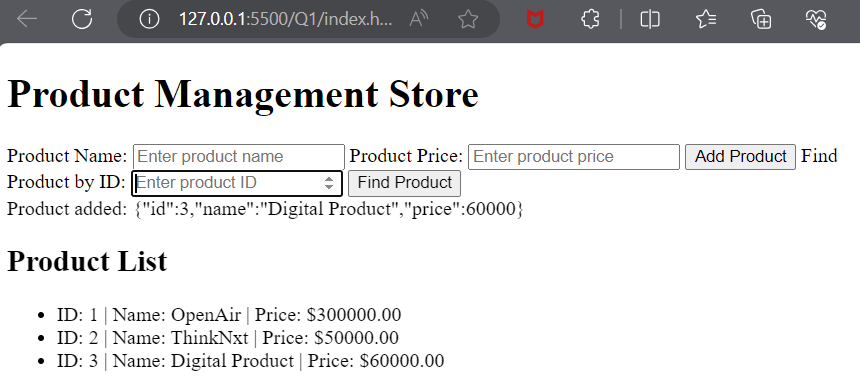 127.0.0.1:5500/Q1/index.h...
Product Management Store
Product Name: Enter product name Product Price: Enter product price Add Product Find
Product by ID: Enter product ID Find Product
Product added: {"id":3,"name":"Digital Product","price":60000}
Product List
• ID: 1 | Name: OpenAir | Price: $300000.00
• ID: 2 | Name: ThinkNxt | Price: $50000.00
• ID: 3 | Name: Digital Product | Price: $60000.00